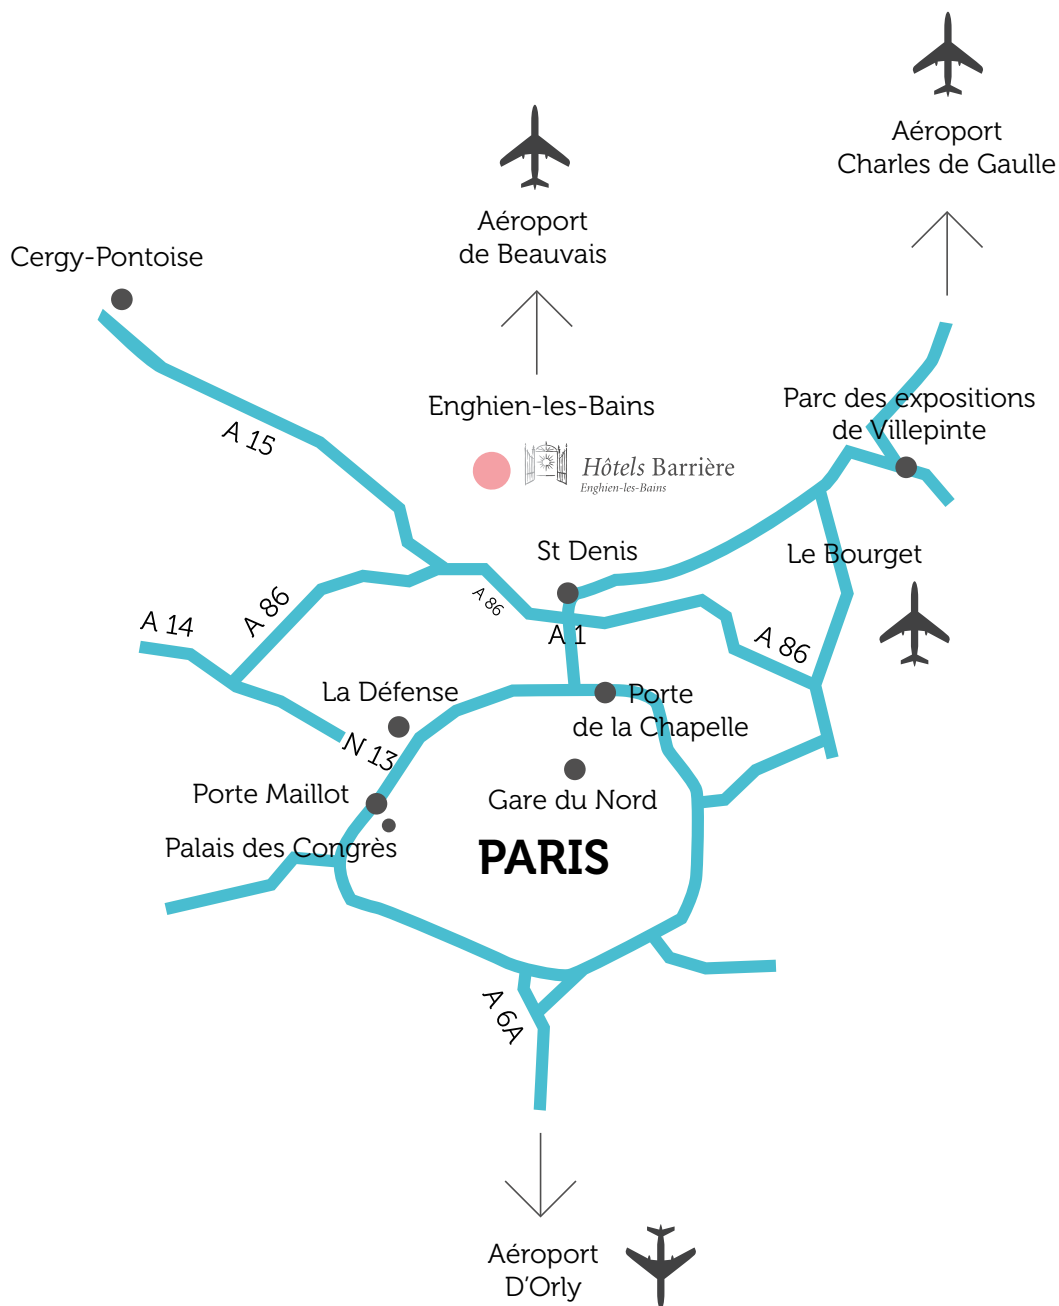 Aéroport
Charles de Gaulle
Aéroport
de Beauvais
Cergy-Pontoise
Enghien-les-Bains
Parc des expositions
de Villepinte
A 15
Hôtels Barrière
Enghien-les-Bains
St Denis
Le Bourget
A 86
A 86
A 14
A 1
A 86
La Défense
Porte
de la Chapelle
N 13
Porte Maillot
Gare du Nord
Palais des Congrès
PARIS
A 6A
Aéroport
D'Orly